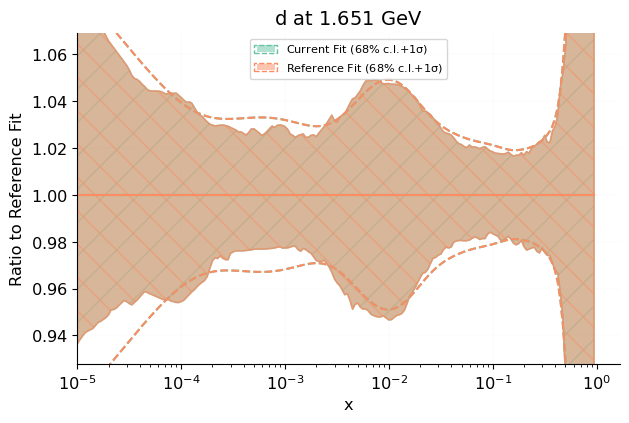 d at 1.651 GeV
Current Fit (68% c.l.+1σ)
Reference Fit (68% c.l.+1σ)
Ratio to Reference Fit
1.06
1.04
1.02
1.00
0.98
0.96
0.94
10⁻⁵ 10⁻⁴ 10⁻³ 10⁻² 10⁻¹ 10⁰
x